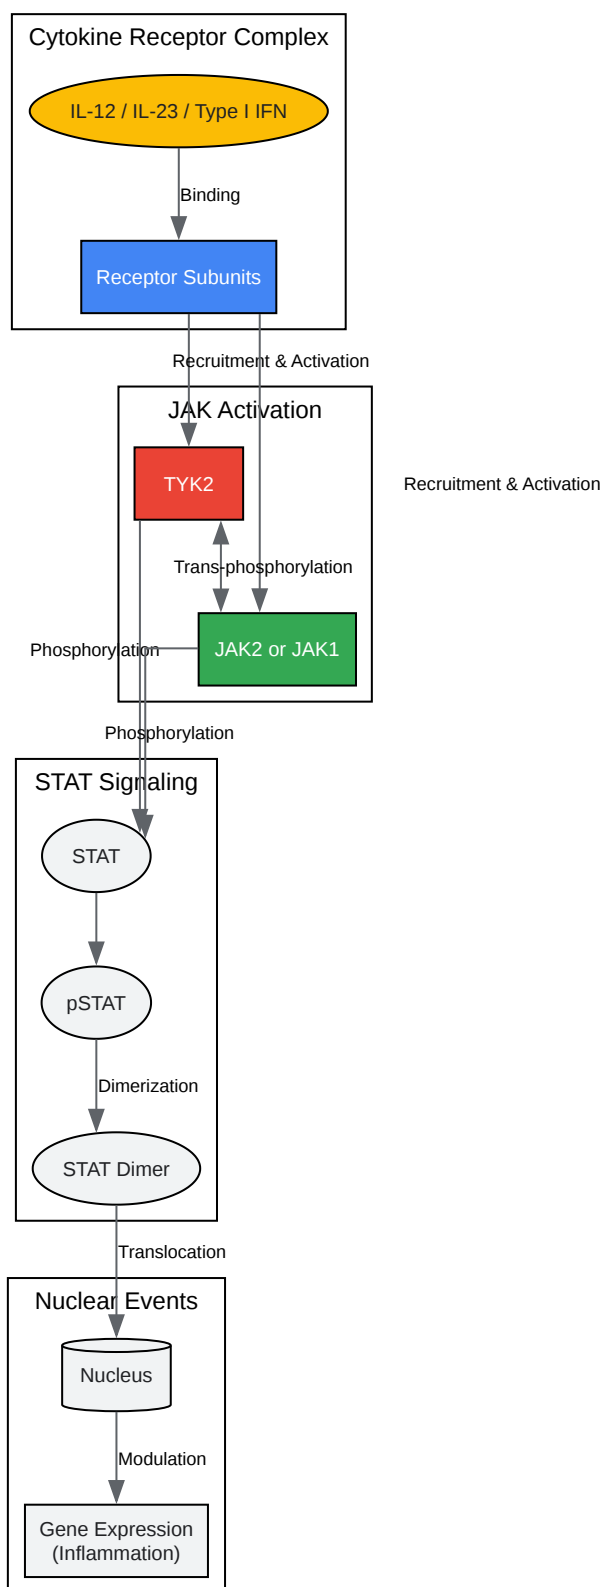 Cytokine Receptor Complex
IL-12 / IL-23 / Type I IFN
Binding
Receptor Subunits
Recruitment & Activation
JAK Activation
TYK2
Recruitment & Activation
Trans-phosphorylation
JAK2 or JAK1
Phosphorylation
Phosphorylation
STAT Signaling
STAT
pSTAT
Dimerization
STAT Dimer
Translocation
Nuclear Events
Nucleus
Modulation
Gene Expression
(Inflammation)